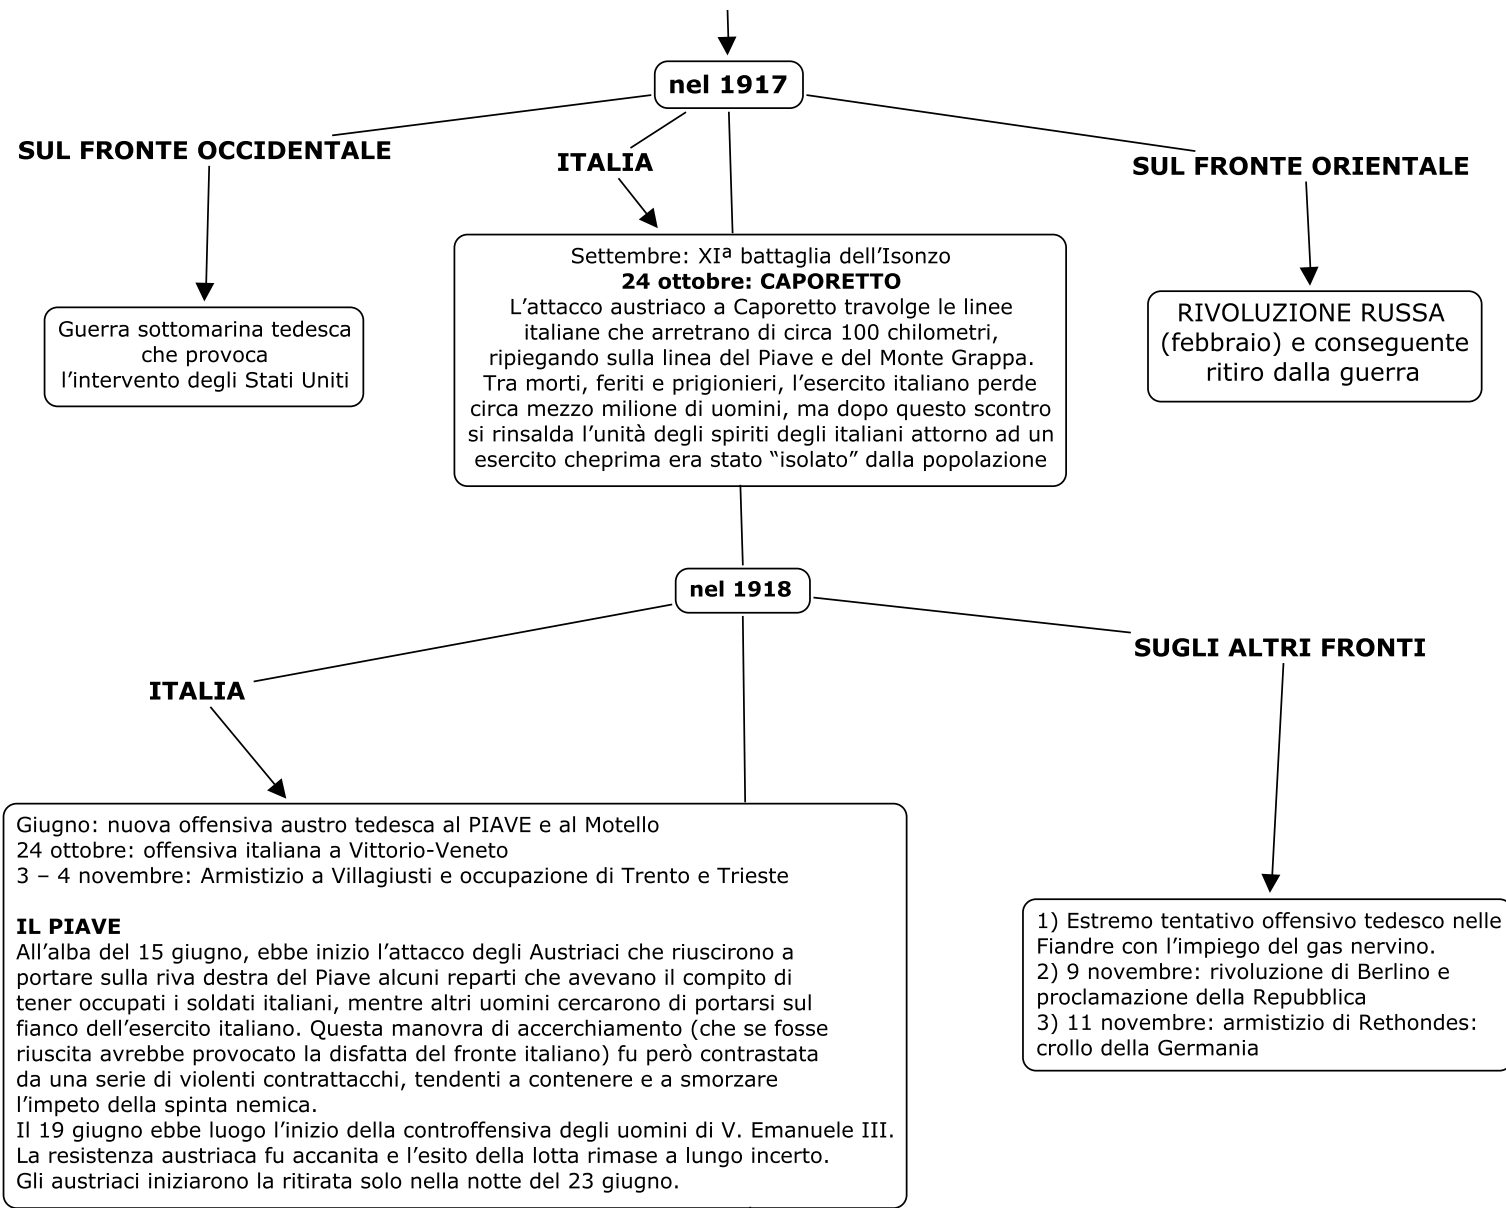 nel 1917
SUL FRONTE OCCIDENTALE
ITALIA
SUL FRONTE ORIENTALE
Guerra sottomarina tedesca
che provoca
l’intervento degli Stati Uniti
Settembre: XIª battaglia dell’Isonzo
24 ottobre: CAPORETTO
L’attacco austriaco a Caporetto travolge le linee
italiane che arretrano di circa 100 chilometri,
ripiegando sulla linea del Piave e del Monte Grappa.
Tra morti, feriti e prigionieri, l’esercito italiano perde
circa mezzo milione di uomini, ma dopo questo scontro
si rinsalda l’unità degli spiriti degli italiani attorno ad un
esercito cheprima era stato “isolato” dalla popolazione
RIVOLUZIONE RUSSA
(febbraio) e conseguente
ritiro dalla guerra
nel 1918
ITALIA
SUGLI ALTRI FRONTI
Giugno: nuova offensiva austro tedesca al PIAVE e al Motello
24 ottobre: offensiva italiana a Vittorio-Veneto
3 – 4 novembre: Armistizio a Villagiusti e occupazione di Trento e Trieste
IL PIAVE
All’alba del 15 giugno, ebbe inizio l’attacco degli Austriaci che riuscirono a
portare sulla riva destra del Piave alcuni reparti che avevano il compito di
tener occupati i soldati italiani, mentre altri uomini cercarono di portarsi sul
fianco dell’esercito italiano. Questa manovra di accerchiamento (che se fosse
riuscita avrebbe provocato la disfatta del fronte italiano) fu però contrastata
da una serie di violenti contrattacchi, tendenti a contenere e a smorzare
l’impeto della spinta nemica.
Il 19 giugno ebbe luogo l’inizio della controffensiva degli uomini di V. Emanuele III.
La resistenza austriaca fu accanita e l’esito della lotta rimase a lungo incerto.
Gli austriaci iniziarono la ritirata solo nella notte del 23 giugno.
1) Estremo tentativo offensivo tedesco nelle
Fiandre con l’impiego del gas nervino.
2) 9 novembre: rivoluzione di Berlino e
proclamazione della Repubblica
3) 11 novembre: armistizio di Rethondes:
crollo della Germania